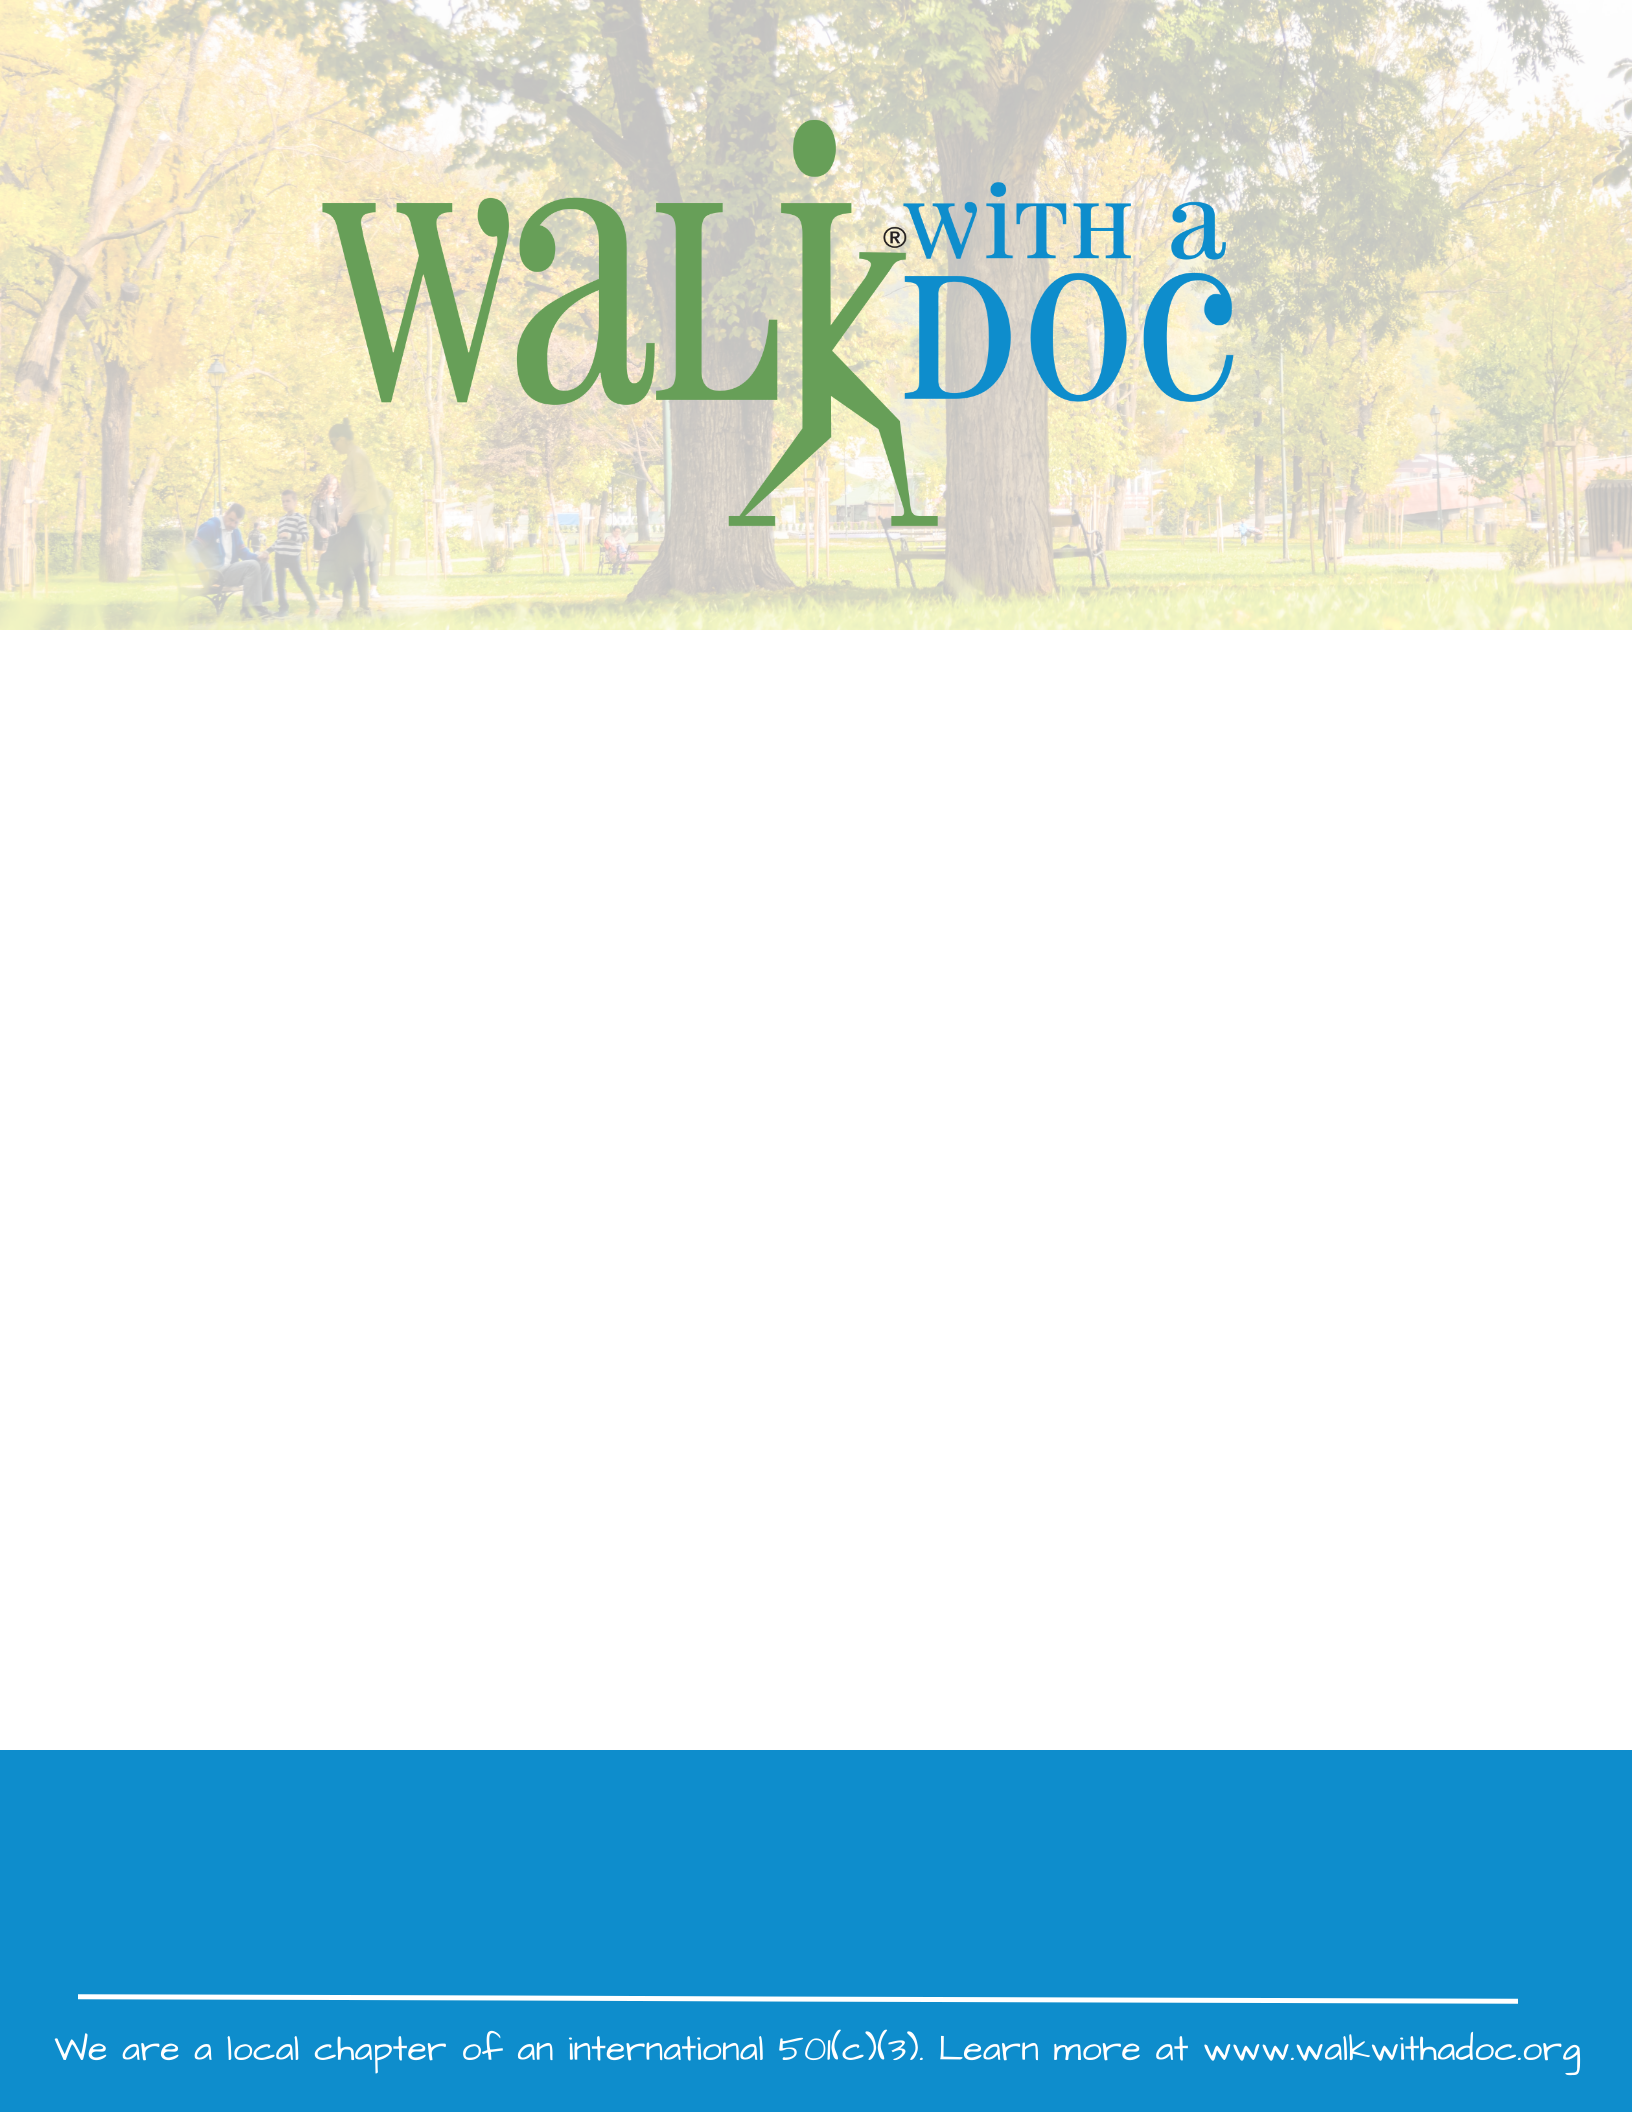 WaLK® WiTH a
DOC
We are a local chapter of an international 501(c)(3). Learn more at www.walkwithadoc.org